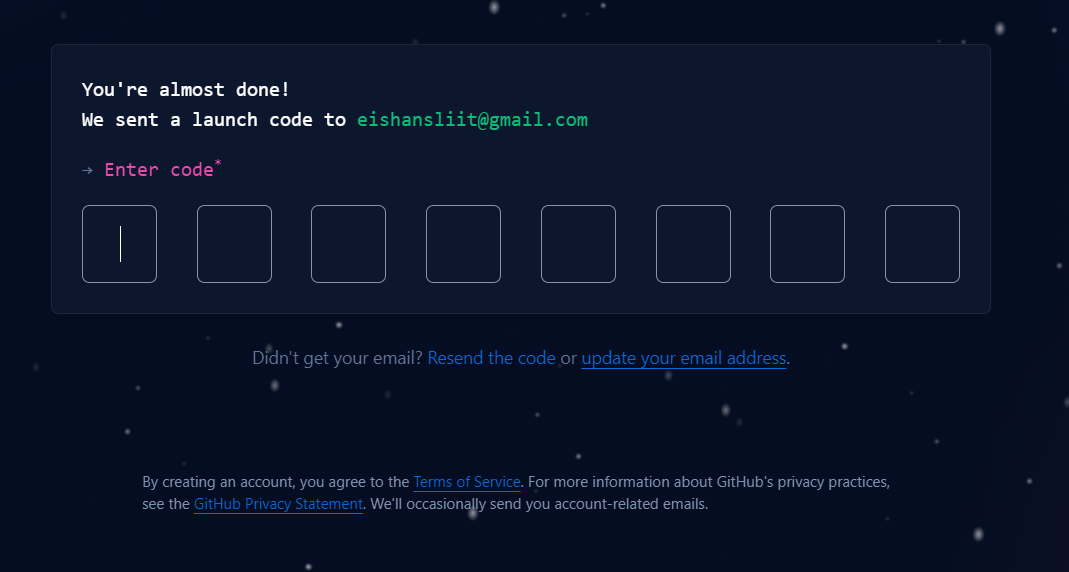 You're almost done!
We sent a launch code to eishansliit@gmail.com
→ Enter code*
Didn't get your email? Resend the code or update your email address.
By creating an account, you agree to the Terms of Service. For more information about GitHub's privacy practices,
see the GitHub Privacy Statement. We'll occasionally send you account-related emails.